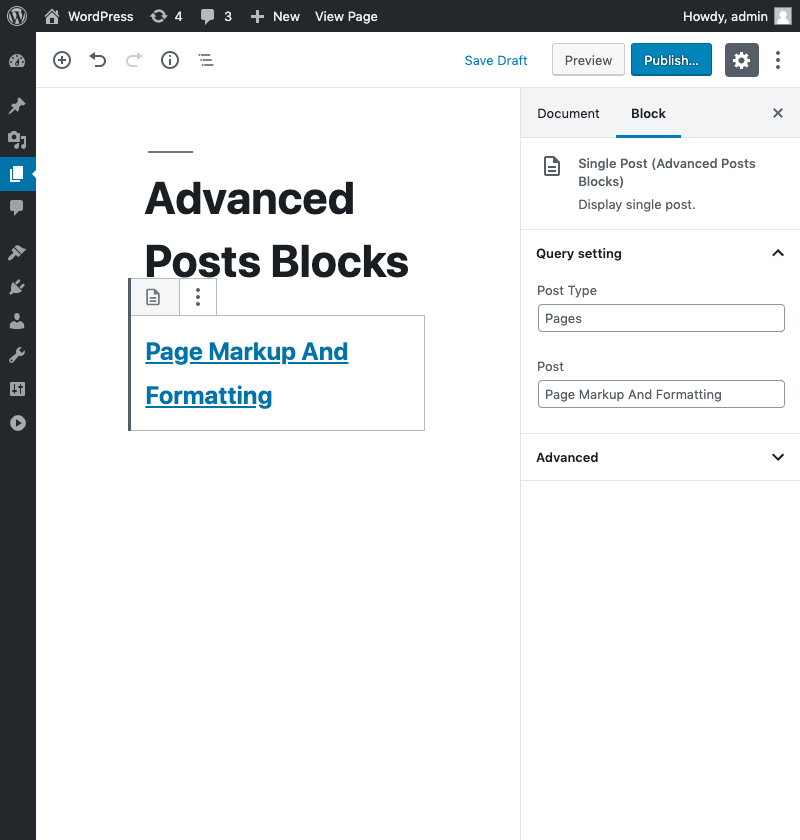 WordPress 4 3 New View Page Howdy, admin
Save Draft Preview Publish...
Document Block
Single Post (Advanced Posts
Blocks)
Display single post.
Advanced
Posts Blocks
Page Markup And
Formatting
Query setting
Post Type
Pages
Post
Page Markup And Formatting
Advanced